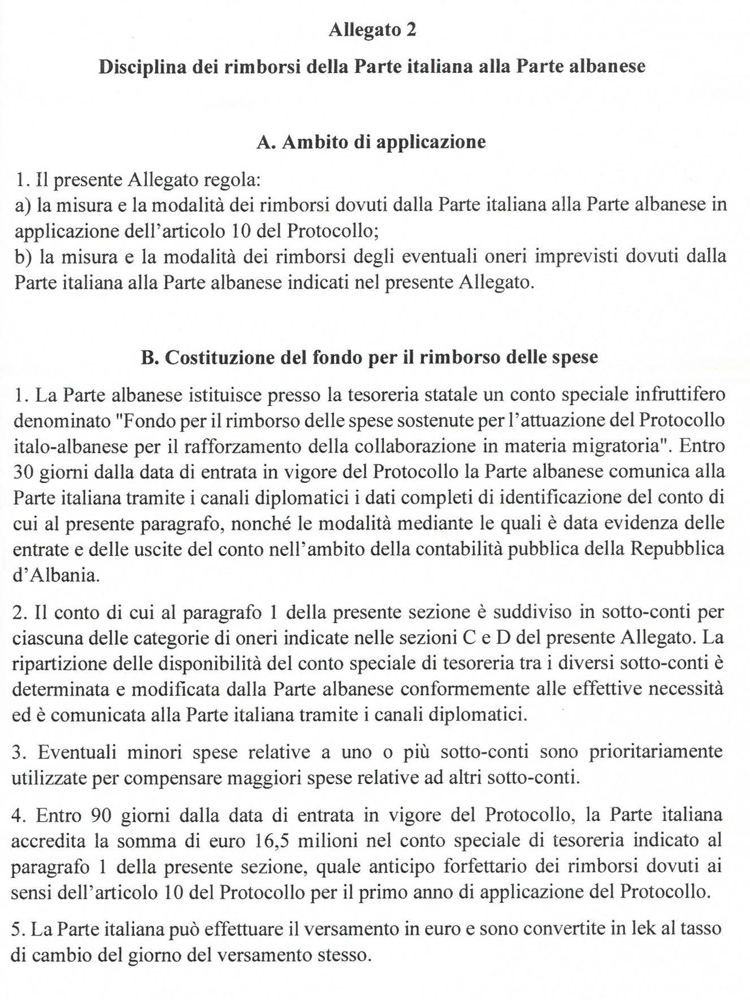 Allegato 2
Disciplina dei rimborsi della Parte italiana alla Parte albanese
A. Ambito di applicazione
1. Il presente Allegato regola:
a) la misura e la modalità dei rimborsi dovuti dalla Parte italiana alla Parte albanese in
applicazione dell’articolo 10 del Protocollo;
b) la misura e la modalità dei rimborsi degli eventuali oneri imprevisti dovuti dalla
Parte italiana alla Parte albanese indicati nel presente Allegato.
B. Costituzione del fondo per il rimborso delle spese
1. La Parte albanese istituisce presso la tesoreria statale un conto speciale infruttifero
denominato "Fondo per il rimborso delle spese sostenute per l’attuazione del Protocollo
italo-albanese per il rafforzamento della collaborazione in materia migratoria". Entro
30 giorni dalla data di entrata in vigore del Protocollo la Parte albanese comunica alla
Parte italiana tramite i canali diplomatici i dati completi di identificazione del conto di
cui al presente paragrafo, nonché le modalità mediante le quali è data evidenza delle
entrate e delle uscite del conto nell’ambito della contabilità pubblica della Repubblica
d’Albania.
2. Il conto di cui al paragrafo 1 della presente sezione è suddiviso in sotto-conti per
ciascuna delle categorie di oneri indicate nelle sezioni C e D del presente Allegato. La
ripartizione delle disponibilità del conto speciale di tesoreria tra i diversi sotto-conti è
determinata e modificata dalla Parte albanese conformemente alle effettive necessità
ed è comunicata alla Parte italiana tramite i canali diplomatici.
3. Eventuali minori spese relative a uno o più sotto-conti sono prioritariamente
utilizzate per compensare maggiori spese relative ad altri sotto-conti.
4. Entro 90 giorni dalla data di entrata in vigore del Protocollo, la Parte italiana
accredita la somma di euro 16,5 milioni nel conto speciale di tesoreria indicato al
paragrafo 1 della presente sezione, quale anticipo forfettario dei rimborsi dovuti ai
sensi dell’articolo 10 del Protocollo per il primo anno di applicazione del Protocollo.
5. La Parte italiana può effettuare il versamento in euro e sono convertite in lek al tasso
di cambio del giorno del versamento stesso.